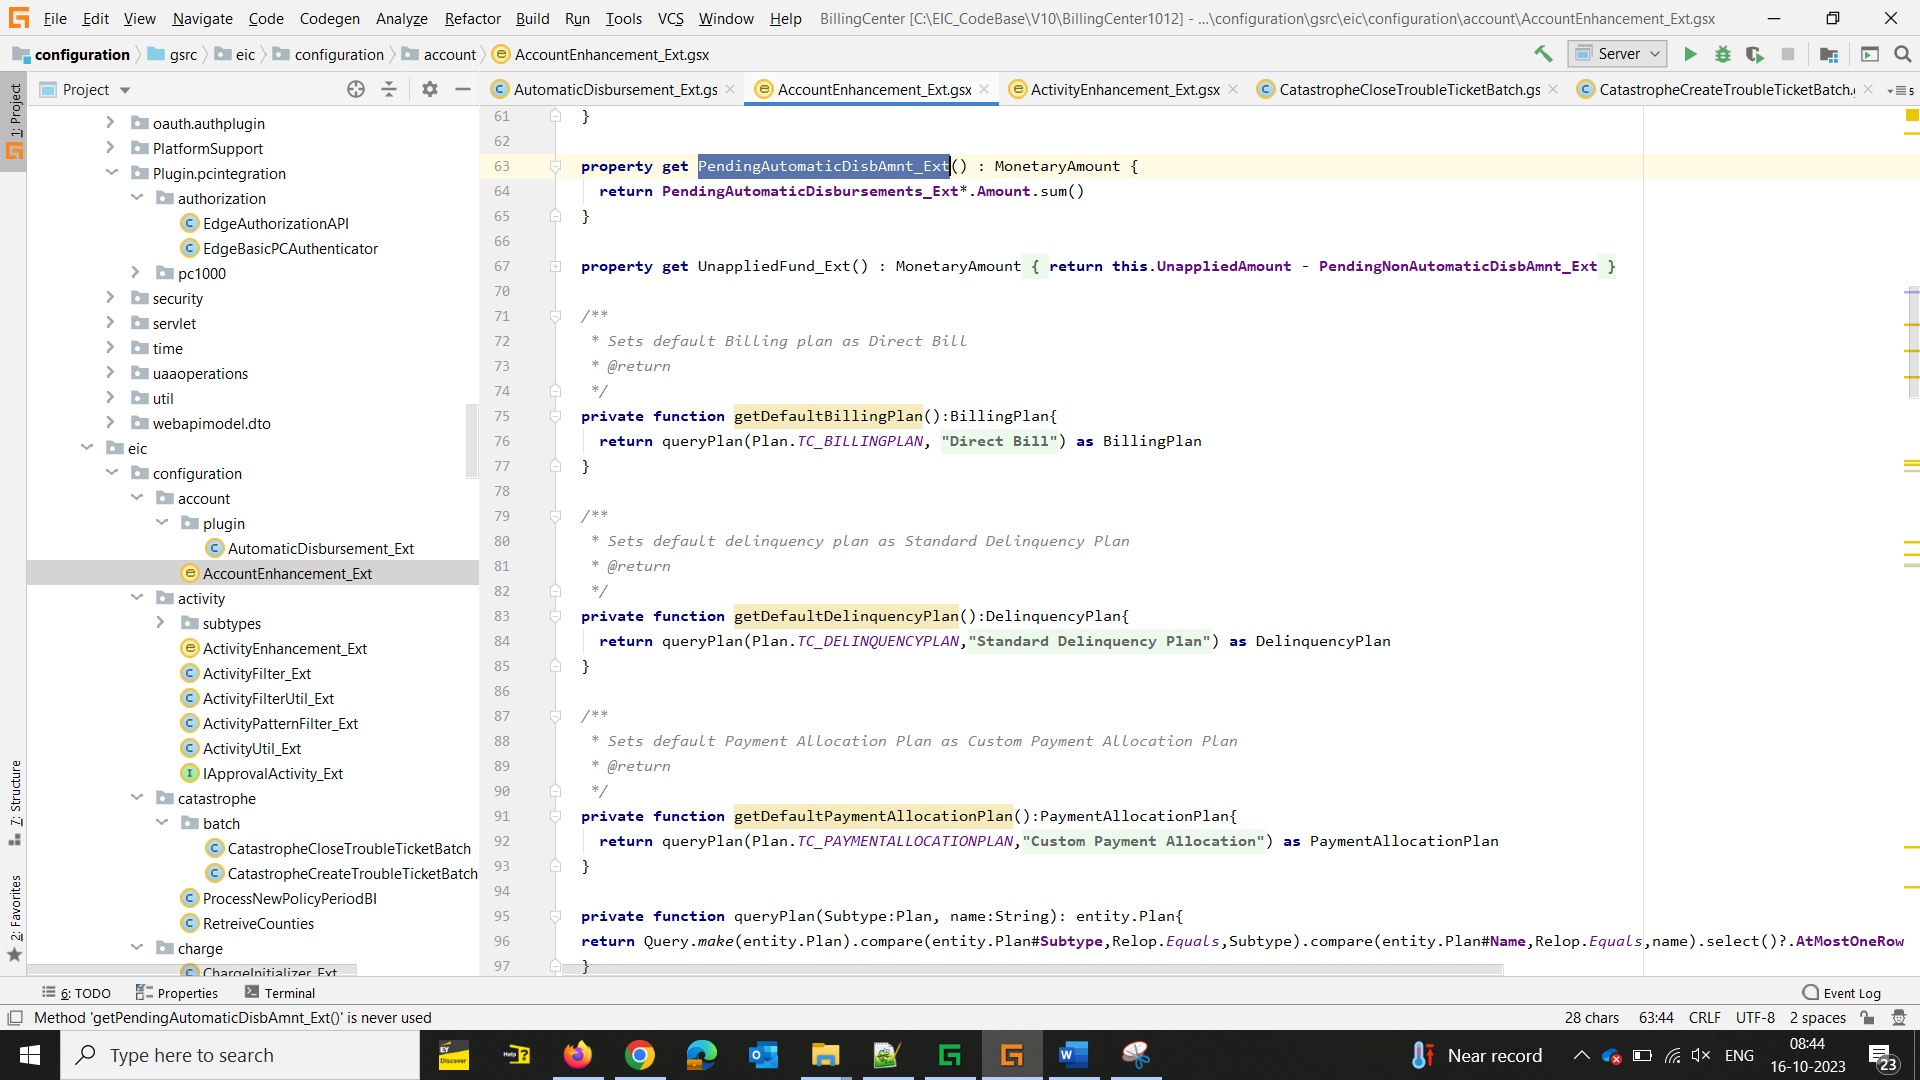 File Edit View Navigate Code Codegen Analyze Refactor Build Run Tools VCS Window Help BillingCenter [C:\EIC_CodeBase\V10\BillingCenter1012] - ...\configuration\gsrc\eic\configuration\account\AccountEnhancement_Ext.gsx
configuration gsrc eic configuration account AccountEnhancement_Ext.gsx Server
Project AutomaticDisbursement_Ext.gs AccountEnhancement_Ext.gsx ActivityEnhancement_Ext.gsx CatastropheCloseTroubleTicketBatch.gs CatastropheCreateTroubleTicketBatch. 5
1: Project
7: Structure
2: Favorites
oauth.authplugin
PlatformSupport
Plugin.pcintegration
authorization
EdgeAuthorizationAPI
EdgeBasicPCAuthenticator
pc1000
security
servlet
time
uaaoperations
util
webapimodel.dto
eic
configuration
account
plugin
AutomaticDisbursement_Ext
AccountEnhancement_Ext
activity
subtypes
ActivityEnhancement_Ext
ActivityFilter_Ext
ActivityFilterUtil_Ext
ActivityPatternFilter_Ext
ActivityUtil_Ext
IApprovalActivity_Ext
catastrophe
batch
CatastropheCloseTroubleTicketBatch
CatastropheCreateTroubleTicketBatch
ProcessNewPolicyPeriodBI
RetreiveCounties
charge
ChargeInitializer_Ext
61 }
62
63 property get PendingAutomaticDisbAmnt_Ext() : MonetaryAmount {
64 return PendingAutomaticDisbursements_Ext*.Amount.sum()
65 }
66
67 property get UnappliedFund_Ext() : MonetaryAmount { return this.UnappliedAmount - PendingNonAutomaticDisbAmnt_Ext }
70
71 /**
72 * Sets default Billing plan as Direct Bill
73 * @return
74 */
75 private function getDefaultBillingPlan():BillingPlan{
76 return queryPlan(Plan.TC_BILLINGPLAN, "Direct Bill") as BillingPlan
77 }
78
79 /**
80 * Sets default delinquency plan as Standard Delinquency Plan
81 * @return
82 */
83 private function getDefaultDelinquencyPlan():DelinquencyPlan{
84 return queryPlan(Plan.TC_DELINQUENCYPLAN,"Standard Delinquency Plan") as DelinquencyPlan
85 }
86
87 /**
88 * Sets default Payment Allocation Plan as Custom Payment Allocation Plan
89 * @return
90 */
91 private function getDefaultPaymentAllocationPlan():PaymentAllocationPlan{
92 return queryPlan(Plan.TC_PAYMENTALLOCATIONPLAN,"Custom Payment Allocation") as PaymentAllocationPlan
93 }
94
95 private function queryPlan(Subtype:Plan, name:String): entity.Plan{
96 return Query.make(entity.Plan).compare(entity.Plan#Subtype,Relop.Equals,Subtype).compare(entity.Plan#Name,Relop.Equals,name).select()?.AtMostOneRow
97 }
6: TODO Properties Terminal Event Log
Method 'getPendingAutomaticDisbAmnt_Ext()' is never used 28 chars 63:44 CRLF UTF-8 2 spaces
Type here to search EY Discover Help ? Near record ENG 08:44
16-10-2023 23